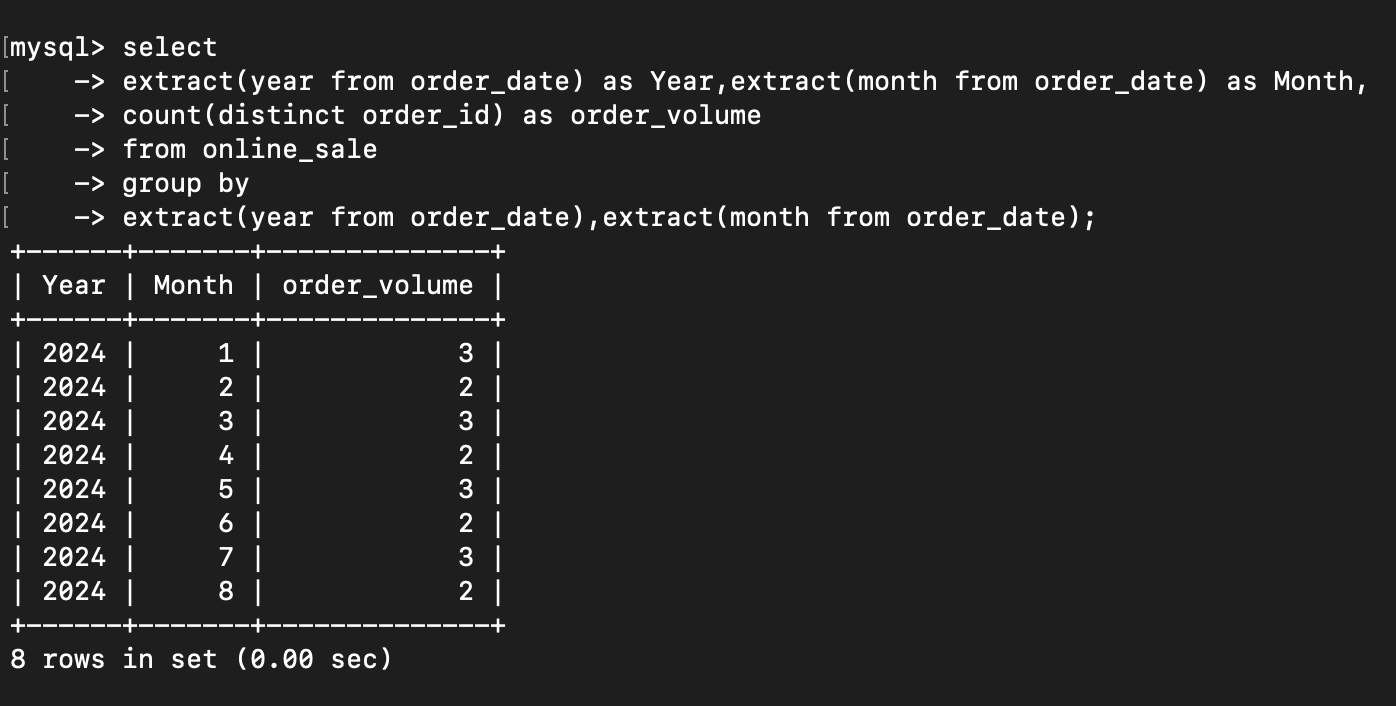 [mysql> select
[    -> extract(year from order_date) as Year,extract(month from order_date) as Month,
[    -> count(distinct order_id) as order_volume
[    -> from online_sale
[    -> group by
[    -> extract(year from order_date),extract(month from order_date);
+------+-------+--------------+
| Year | Month | order_volume |
+------+-------+--------------+
| 2024 |     1 |            3 |
| 2024 |     2 |            2 |
| 2024 |     3 |            3 |
| 2024 |     4 |            2 |
| 2024 |     5 |            3 |
| 2024 |     6 |            2 |
| 2024 |     7 |            3 |
| 2024 |     8 |            2 |
+------+-------+--------------+
8 rows in set (0.00 sec)